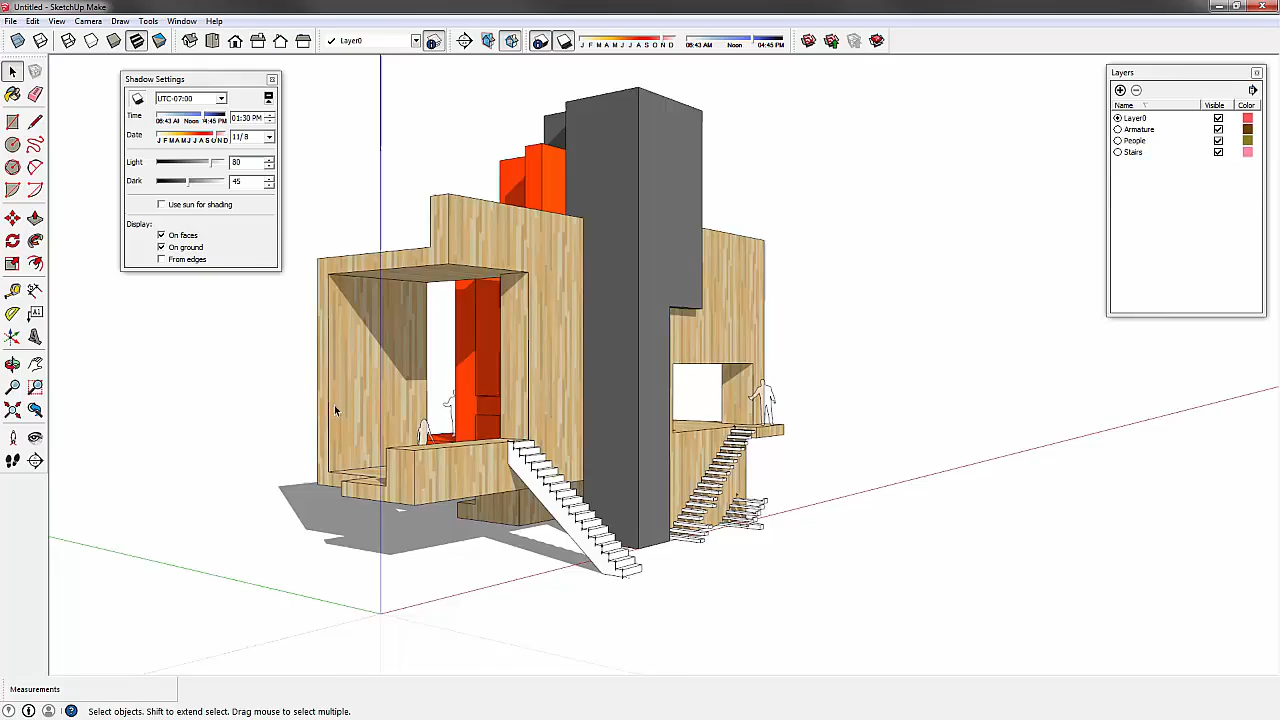 Untitled - SketchUp Make
File Edit View Camera Draw Tools Window Help
Layer0
J F M A M J J A S O N D
06:43 AM Noon 04:45 PM
Shadow Settings
UTC-07:00
Time
06:43 AM Noon 4:45 PM
01:30 PM
Date
J F M A M J J A S O N D
11/ 8
Light
80
Dark
45
Use sun for shading
Display:
On faces
On ground
From edges
Layers
Name Visible Color
Layer0
Armature
People
Stairs
Measurements
Select objects. Shift to extend select. Drag mouse to select multiple.